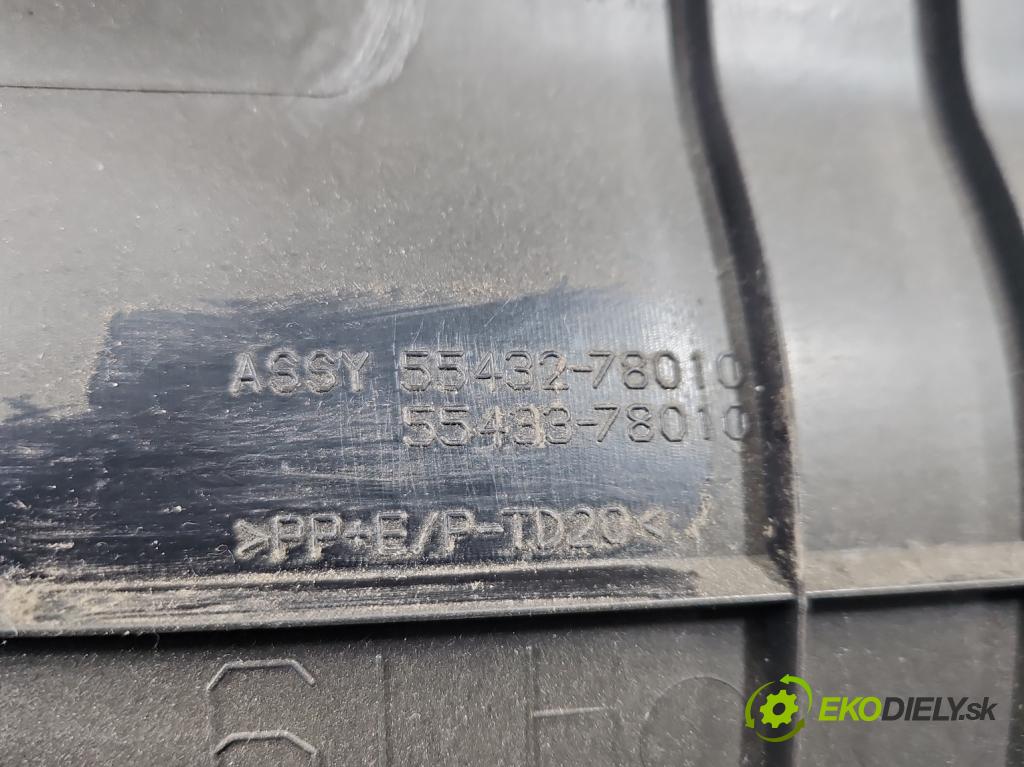 ASSY 55432-78010
55433-78010
>PP+E/P-TD20<
EKODIELY.sk